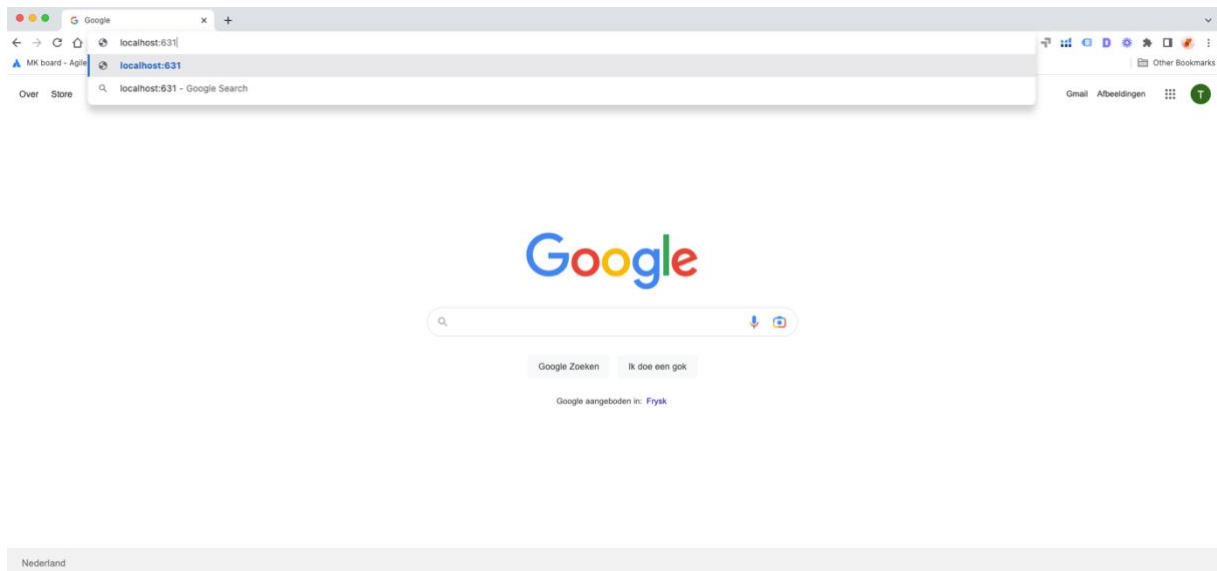 Google
localhost:631
MK board - Agile
localhost:631
Other Bookmarks
localhost:631 - Google Search
Over Store
Gmail Afbeeldingen
T
Google
Google Zoeken Ik doe een gok
Google aangeboden in: Frysk
Nederland